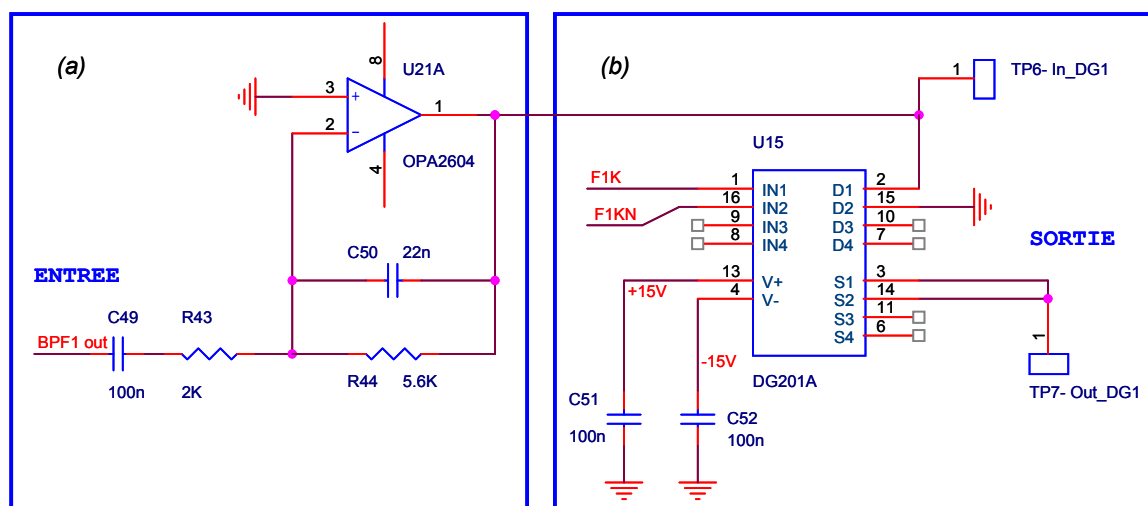 (a)
8
U21A
3
+
1
2
−
4
OPA2604
C50
22n
ENTREE
C49
R43
BPF1 out
100n
2K
R44
5.6K
(b)
1
TP6- In_DG1
U15
F1K
1
IN1
D1
2
F1KN
16
IN2
D2
15
9
IN3
D3
10
8
IN4
D4
7
SORTIE
13
V+
S1
3
+15V
4
V-
S2
14
S3
11
S4
6
1
-15V
DG201A
TP7- Out_DG1
C51
100n
C52
100n